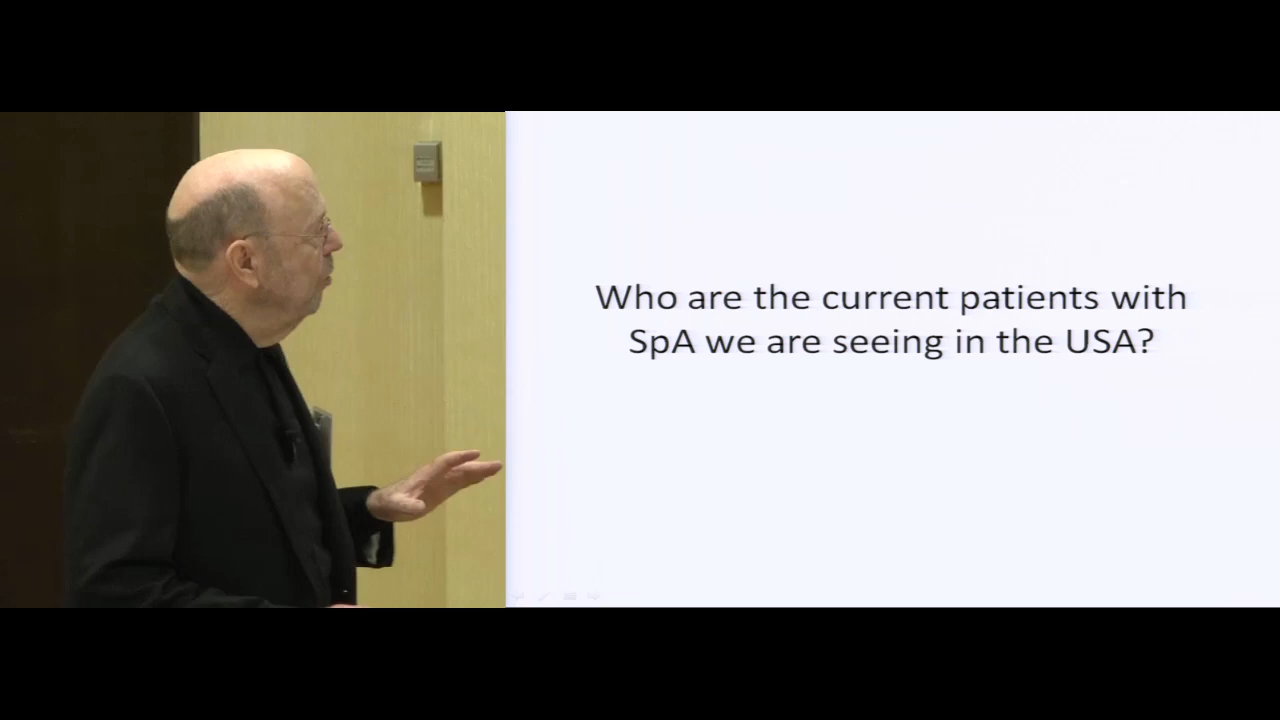 Who are the current patients with
SpA we are seeing in the USA?